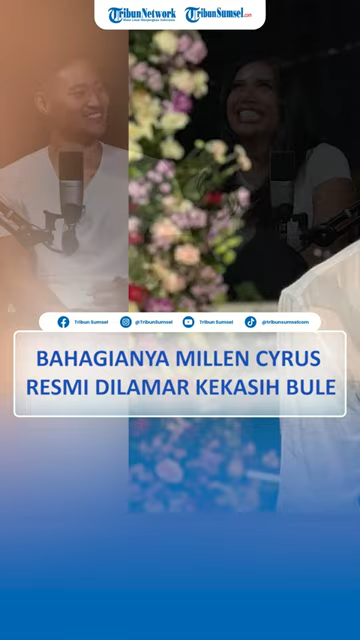 TribunNetwork
TribunSumsel.com
Tribun Sumsel
@TribunSumsel
Tribun Sumsel
@tribunsumselcom
BAHAGIANYA MILLEN CYRUS
RESMI DILAMAR KEKASIH BULE